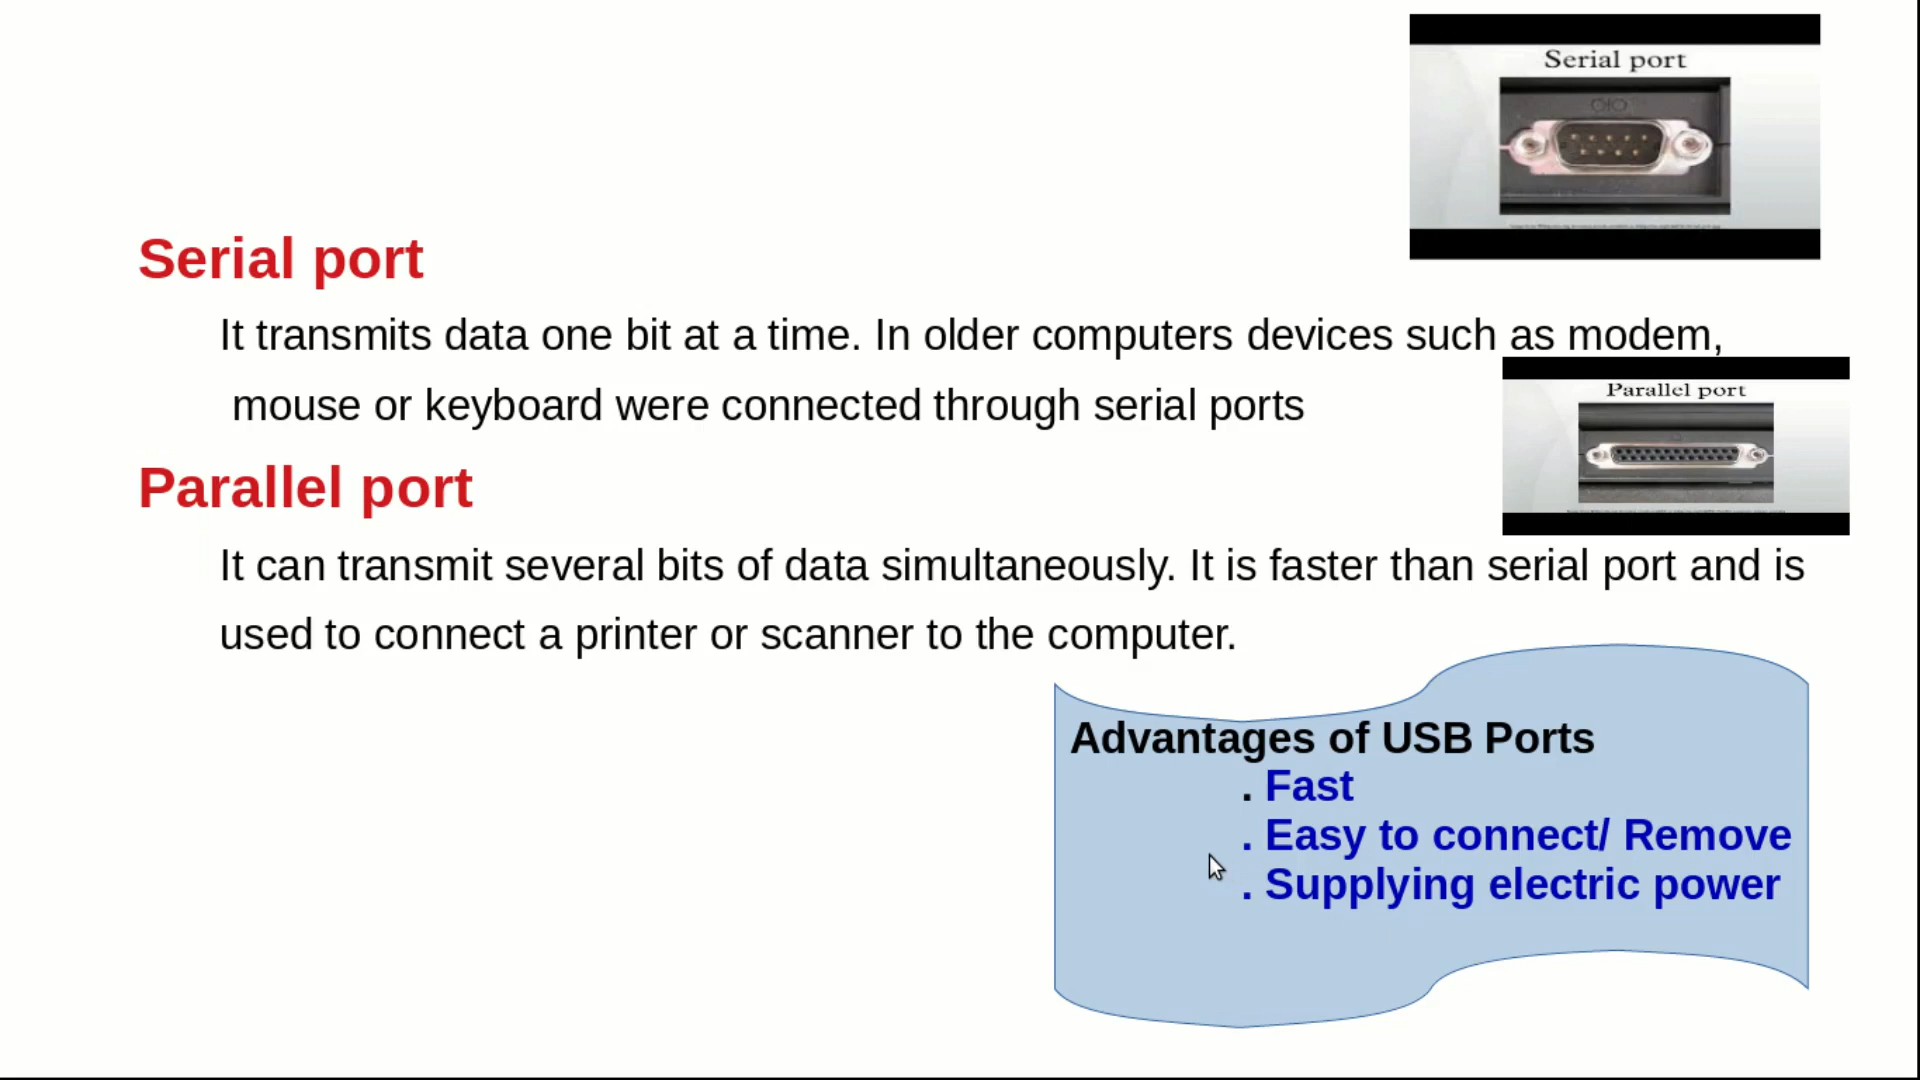 Serial port
Serial port
It transmits data one bit at a time. In older computers devices such as modem,
mouse or keyboard were connected through serial ports
Parallel port
Parallel port
It can transmit several bits of data simultaneously. It is faster than serial port and is
used to connect a printer or scanner to the computer.
Advantages of USB Ports
. Fast
. Easy to connect/ Remove
. Supplying electric power